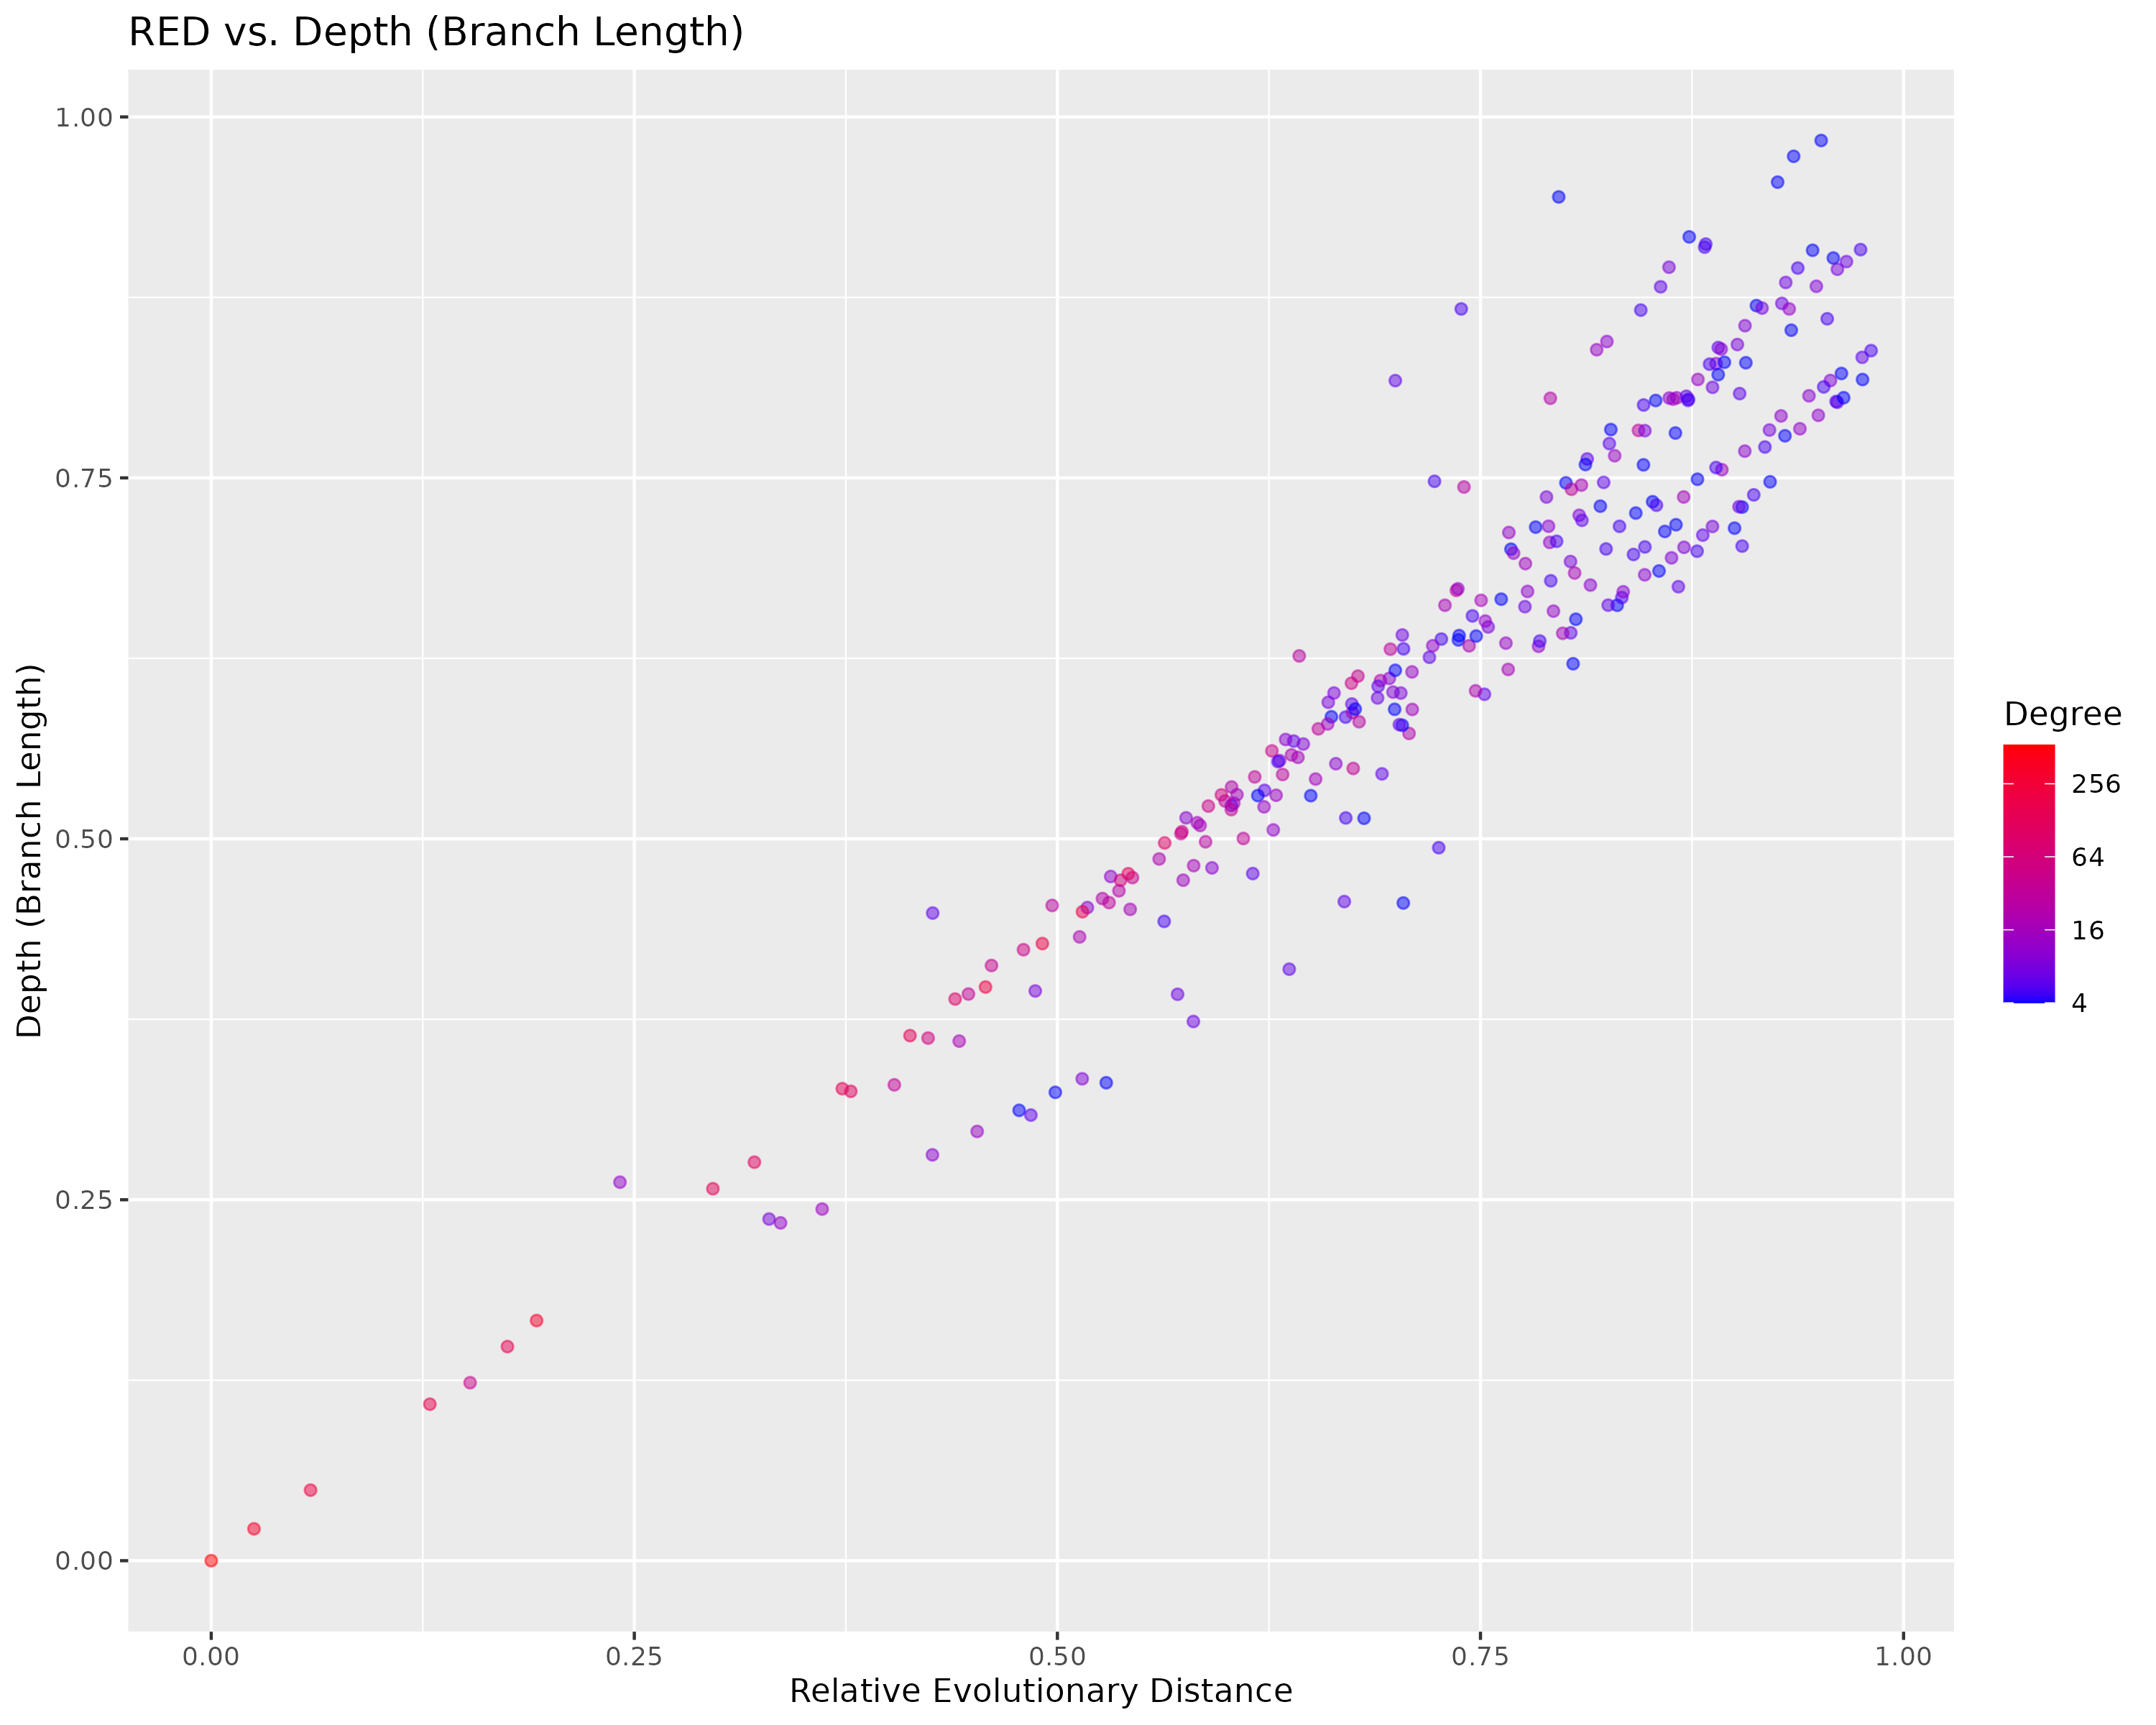 RED vs. Depth (Branch Length)
1.00
0.75
0.50
0.25
0.00
Depth (Branch Length)
0.00 0.25 0.50 0.75 1.00
Relative Evolutionary Distance
Degree
256
64
16
4